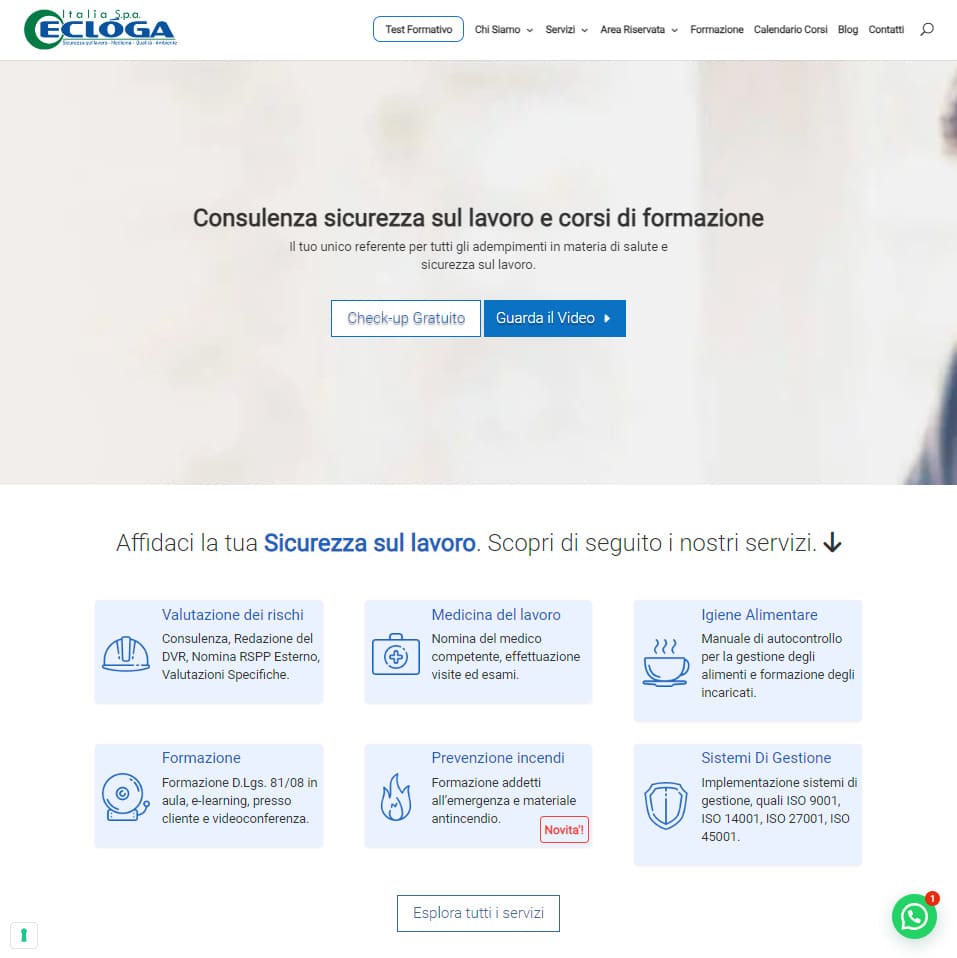 Italia S.p.a.
ECLOGA
Sicurezza sul lavoro - Medicina - Qualità - Ambiente
Test Formativo
Chi Siamo
Servizi
Area Riservata
Formazione
Calendario Corsi
Blog
Contatti
Consulenza sicurezza sul lavoro e corsi di formazione
Il tuo unico referente per tutti gli adempimenti in materia di salute e
sicurezza sul lavoro.
Check-up Gratuito
Guarda il Video
Affidaci la tua Sicurezza sul lavoro. Scopri di seguito i nostri servizi.
Valutazione dei rischi
Consulenza, Redazione del
DVR, Nomina RSPP Esterno,
Valutazioni Specifiche.
Medicina del lavoro
Nomina del medico
competente, effettuazione
visite ed esami.
Igiene Alimentare
Manuale di autocontrollo
per la gestione degli
alimenti e formazione degli
incaricati.
Formazione
Formazione D.Lgs. 81/08 in
aula, e-learning, presso
cliente e videoconferenza.
Prevenzione incendi
Formazione addetti
all'emergenza e materiale
antincendio.
Novita'!
Sistemi Di Gestione
Implementazione sistemi di
gestione, quali ISO 9001,
ISO 14001, ISO 27001, ISO
45001.
Esplora tutti i servizi
1